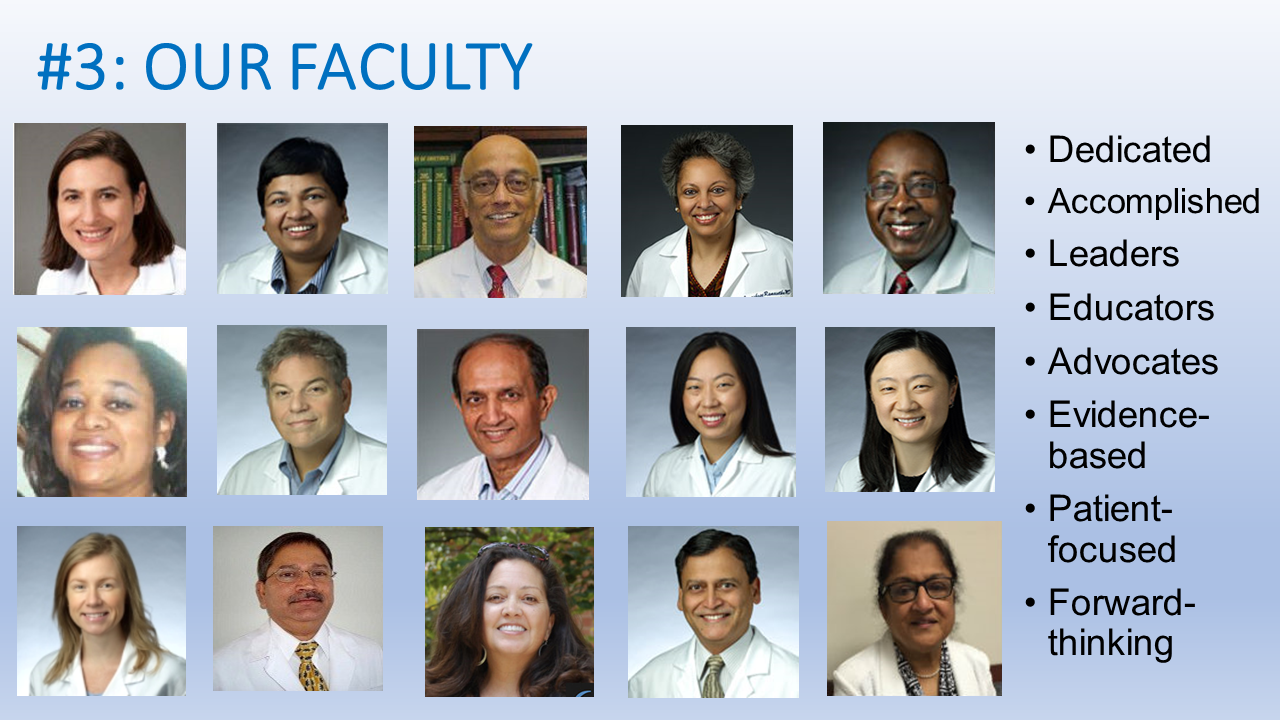 #3: OUR FACULTY
• Dedicated
• Accomplished
• Leaders
• Educators
• Advocates
• Evidence-
based
• Patient-
focused
• Forward-
thinking